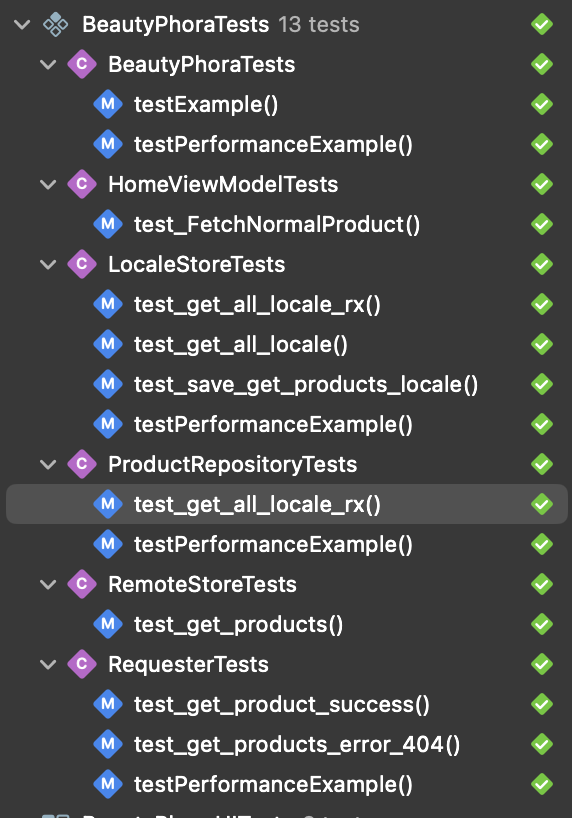 BeautyPhoraTests 13 tests
C BeautyPhoraTests
M testExample()
M testPerformanceExample()
C HomeViewModelTests
M test_FetchNormalProduct()
C LocaleStoreTests
M test_get_all_locale_rx()
M test_get_all_locale()
M test_save_get_products_locale()
M testPerformanceExample()
C ProductRepositoryTests
M test_get_all_locale_rx()
M testPerformanceExample()
C RemoteStoreTests
M test_get_products()
C RequesterTests
M test_get_product_success()
M test_get_products_error_404()
M testPerformanceExample()